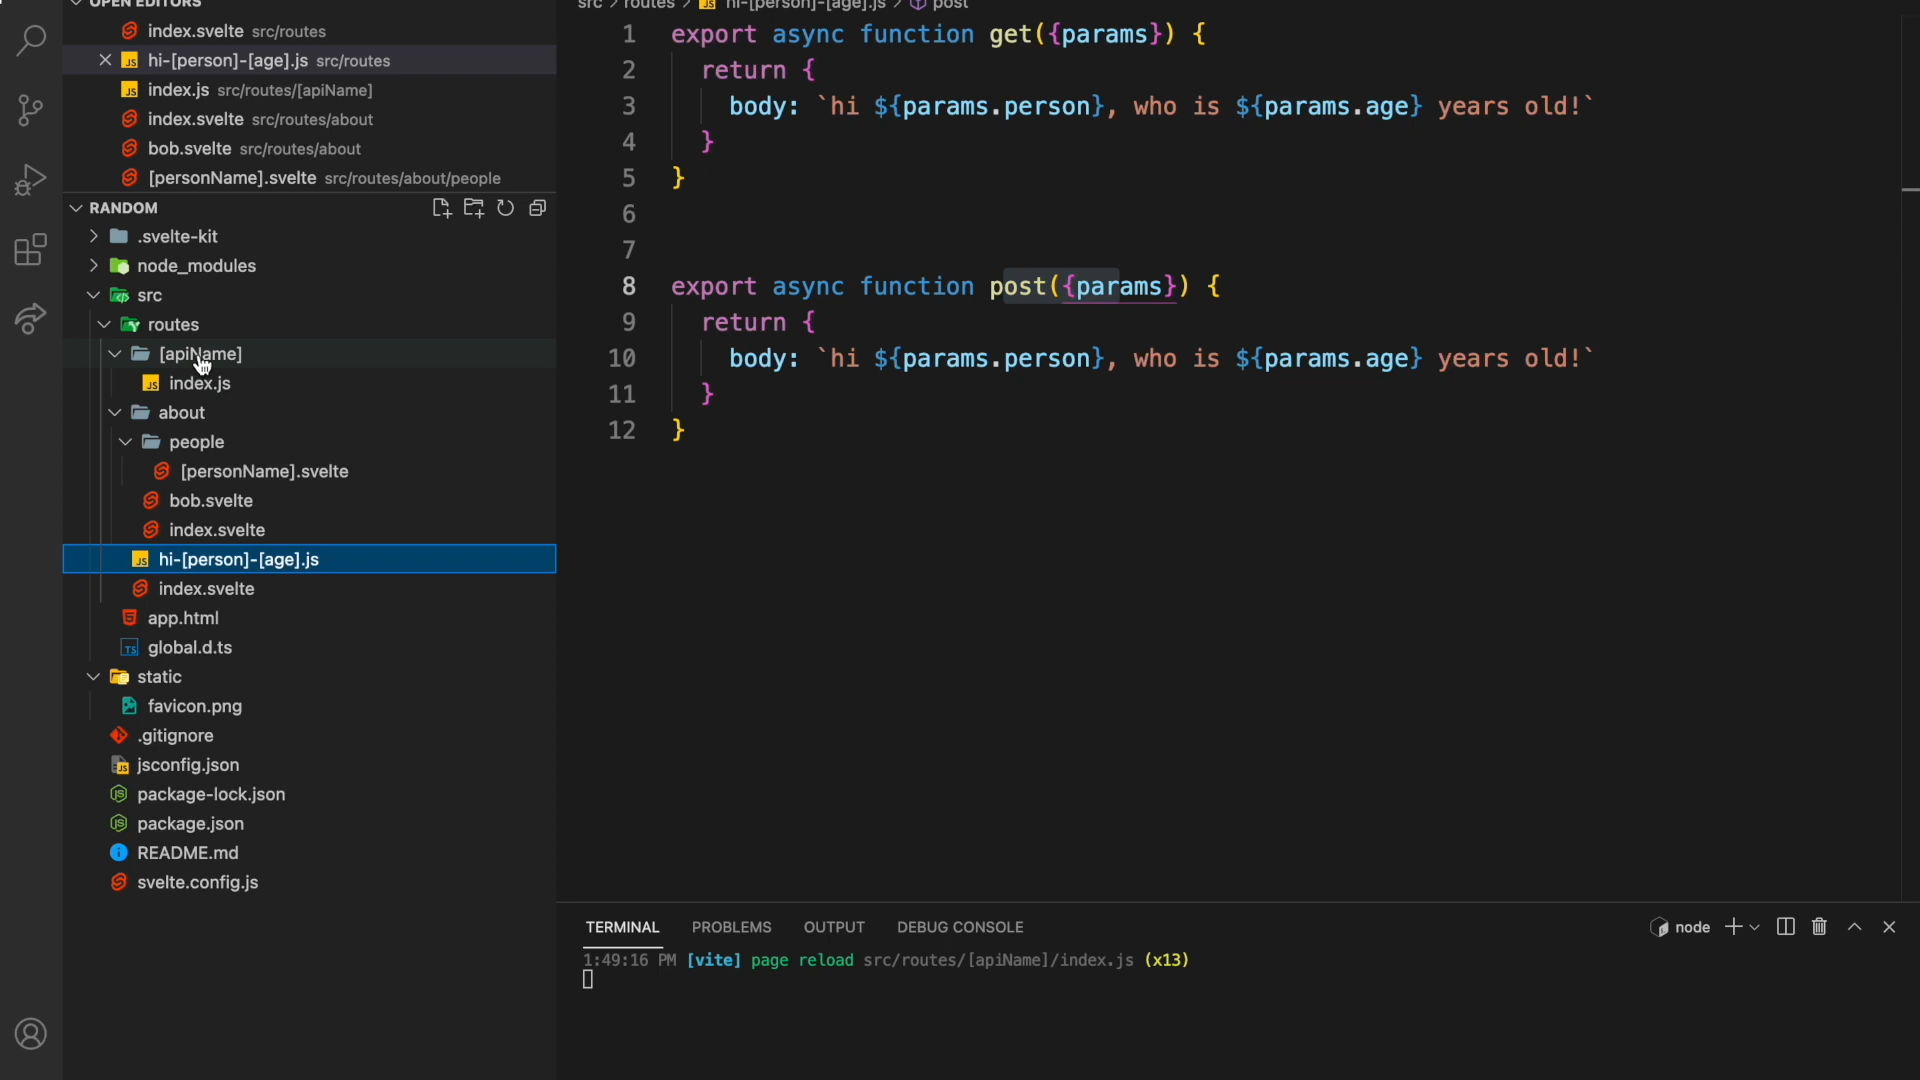 OPEN EDITORS
index.svelte src/routes
hi-[person]-[age].js src/routes
index.js src/routes/[apiName]
index.svelte src/routes/about
bob.svelte src/routes/about
[personName].svelte src/routes/about/people
RANDOM
.svelte-kit
node_modules
src
routes
[apiName]
index.js
about
people
[personName].svelte
bob.svelte
index.svelte
hi-[person]-[age].js
index.svelte
app.html
global.d.ts
static
favicon.png
.gitignore
jsconfig.json
package-lock.json
package.json
README.md
svelte.config.js
src > routes > JS hi-[person]-[age].js > post
1 export async function get({params}) {
2 return {
3 body: `hi ${params.person}, who is ${params.age} years old!`
4 }
5 }
6
7
8 export async function post({params}) {
9 return {
10 body: `hi ${params.person}, who is ${params.age} years old!`
11 }
12 }
TERMINAL PROBLEMS OUTPUT DEBUG CONSOLE node
1:49:16 PM [vite] page reload src/routes/[apiName]/index.js (x13)